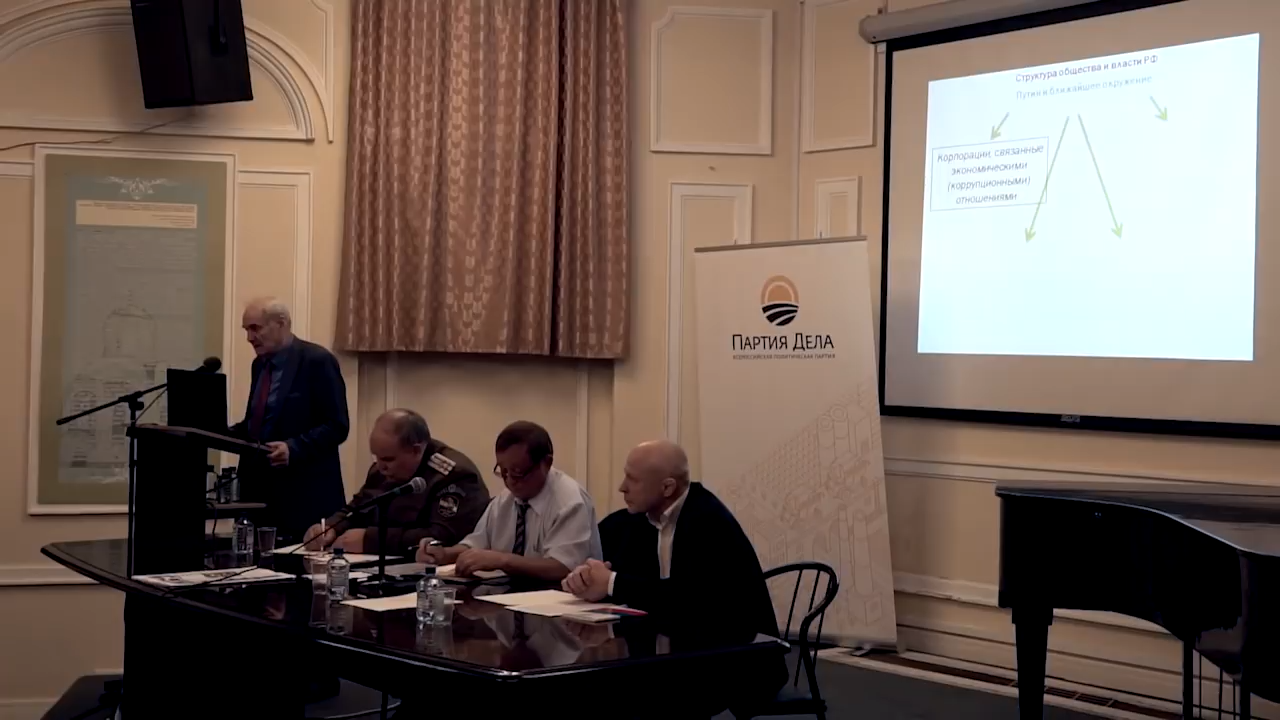 Структура общества и власти РФ
Путин и ближайшее окружение
Корпорации, связанные
экономическими
(коррупционными)
отношениями
ПАРТИЯ ДЕЛА
ВСЕРОССИЙСКАЯ ПОЛИТИЧЕСКАЯ ПАРТИЯ